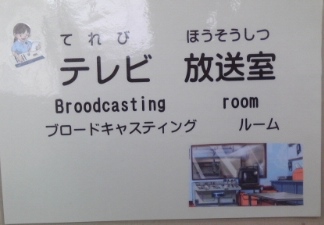 てれび　ほうそうしつ
テレビ　放送室
Broodcasting　room
ブロードキャスティング　ルーム